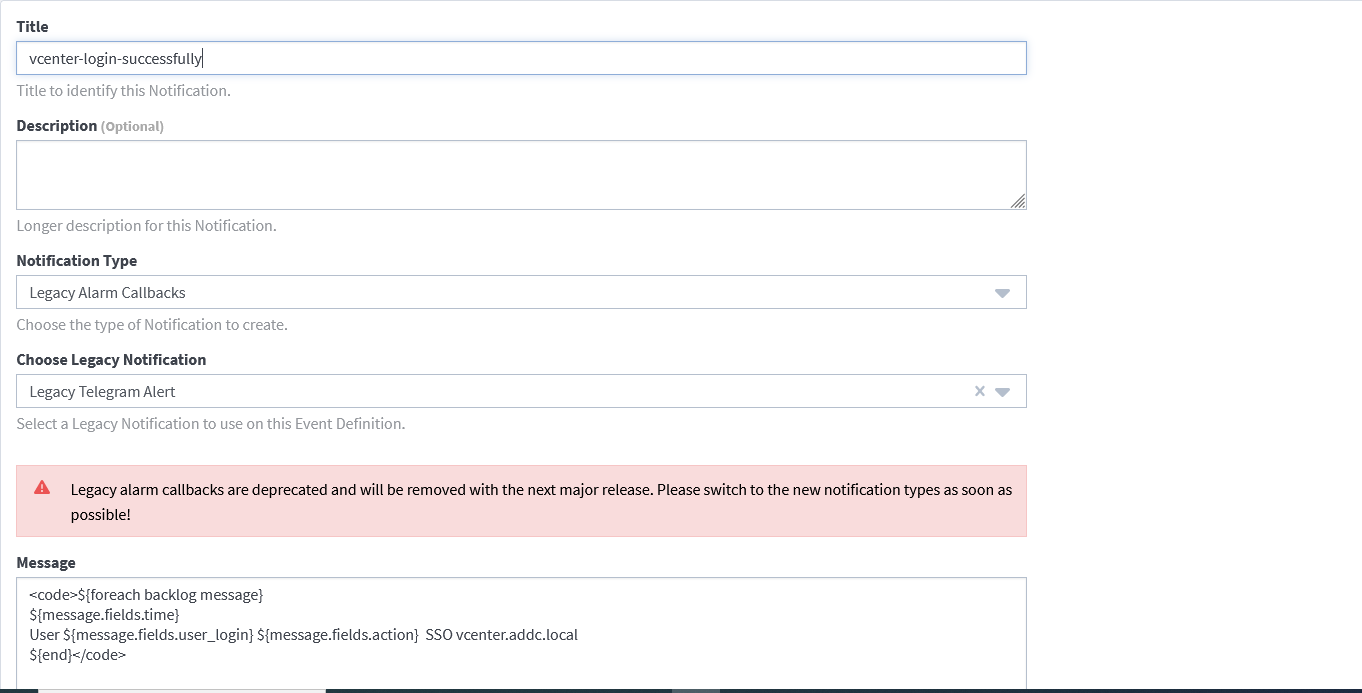 Title
vcenter-login-successfully
Title to identify this Notification.
Description (Optional)
Longer description for this Notification.
Notification Type
Legacy Alarm Callbacks
Choose the type of Notification to create.
Choose Legacy Notification
Legacy Telegram Alert
Select a Legacy Notification to use on this Event Definition.
Legacy alarm callbacks are deprecated and will be removed with the next major release. Please switch to the new notification types as soon as
possible!
Message
<code>${foreach backlog message}
${message.fields.time}
User ${message.fields.user_login} ${message.fields.action}  SSO vcenter.addc.local
${end}</code>